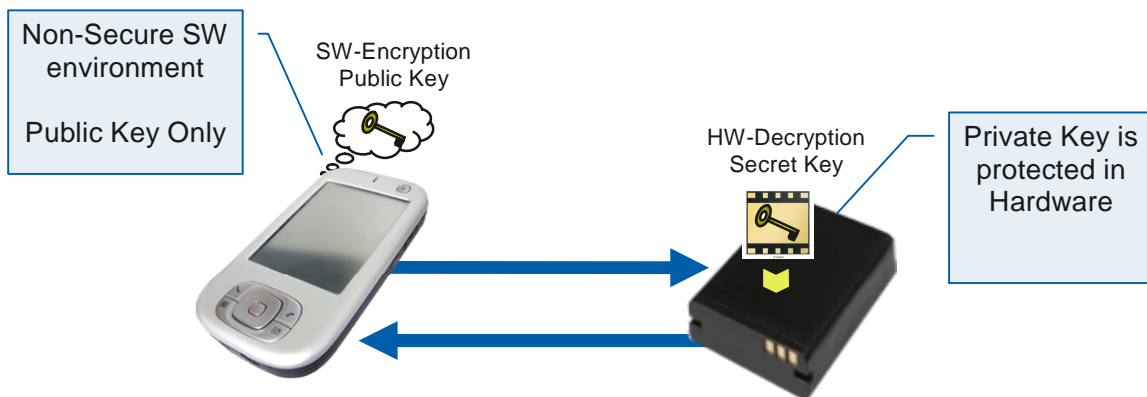 Non-Secure SW
environment
Public Key Only
SW-Encryption
Public Key
HW-Decryption
Secret Key
Private Key is
protected in
Hardware